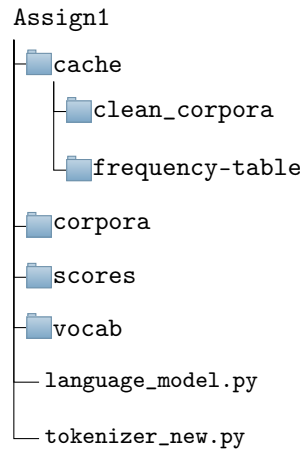 Assign1
cache
clean_corpora
frequency-table
corpora
scores
vocab
language_model.py
tokenizer_new.py